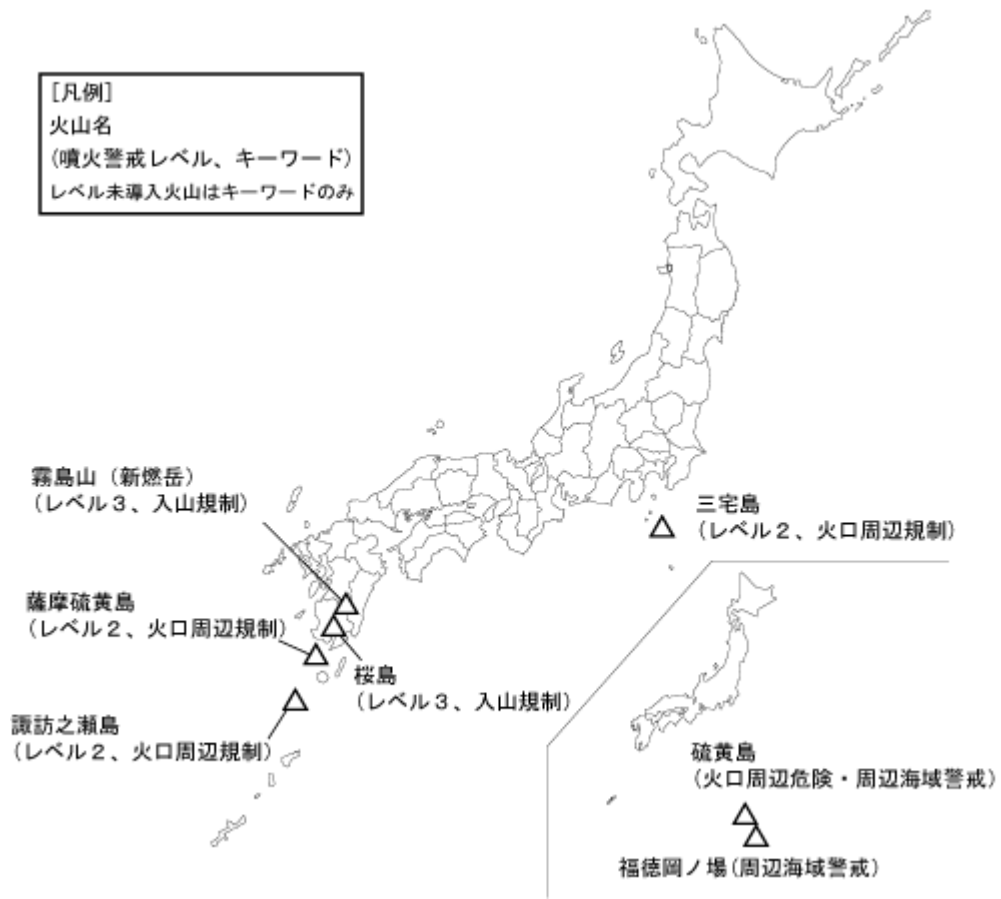 [凡例]
火山名
(噴火警戒レベル、キーワード)
レベル未導入火山はキーワードのみ
霧島山（新燃岳）
(レベル３、入山規制)
三宅島
(レベル２、火口周辺規制)
薩摩硫黄島
(レベル２、火口周辺規制)
桜島
(レベル３、入山規制)
諏訪之瀬島
(レベル２、火口周辺規制)
硫黄島
(火口周辺危険・周辺海域警戒)
福徳岡ノ場(周辺海域警戒)